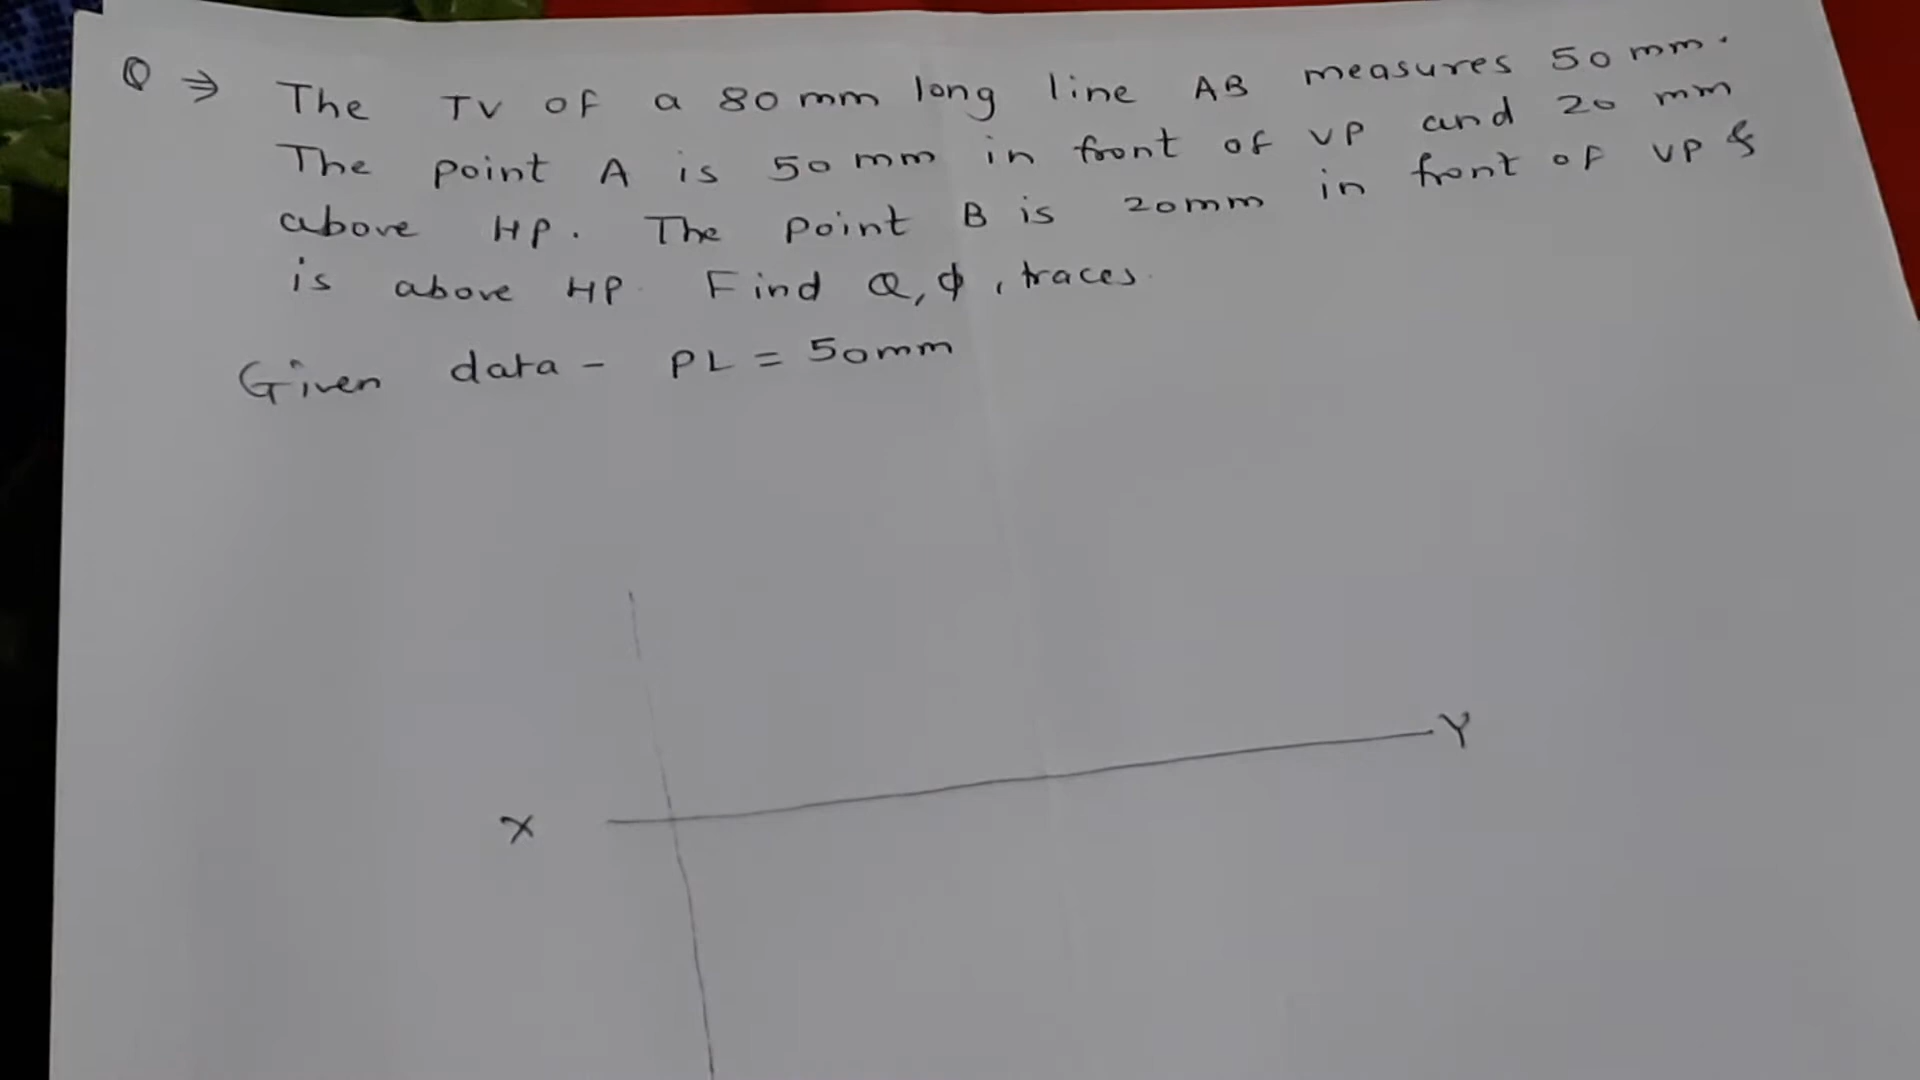 Q ⇒ The TV of a 80 mm long line AB measures 50 mm.
The point A is 50 mm in front of VP and 20 mm
above HP. The point B is 20mm in front of VP &
is above HP. Find Q, ϕ, traces.
Given data - PL = 50mm
X
Y